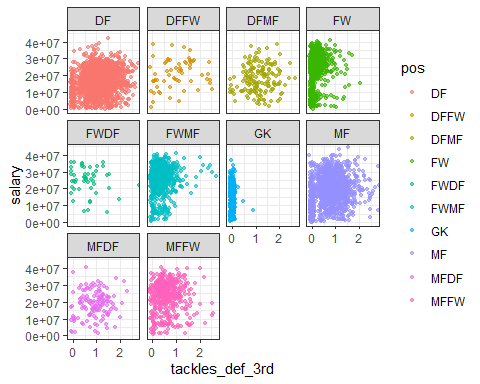 DF DFFW DFMF FW
4e+07
3e+07
2e+07
1e+07
0e+00
FWDF FWMF GK MF
4e+07
3e+07
2e+07
1e+07
0e+00
MFDF MFFW
4e+07
3e+07
2e+07
1e+07
0e+00
0 1 2 0 1 2 0 1 2 0 1 2
tackles_def_3rd
salary
pos
DF
DFFW
DFMF
FW
FWDF
FWMF
GK
MF
MFDF
MFFW